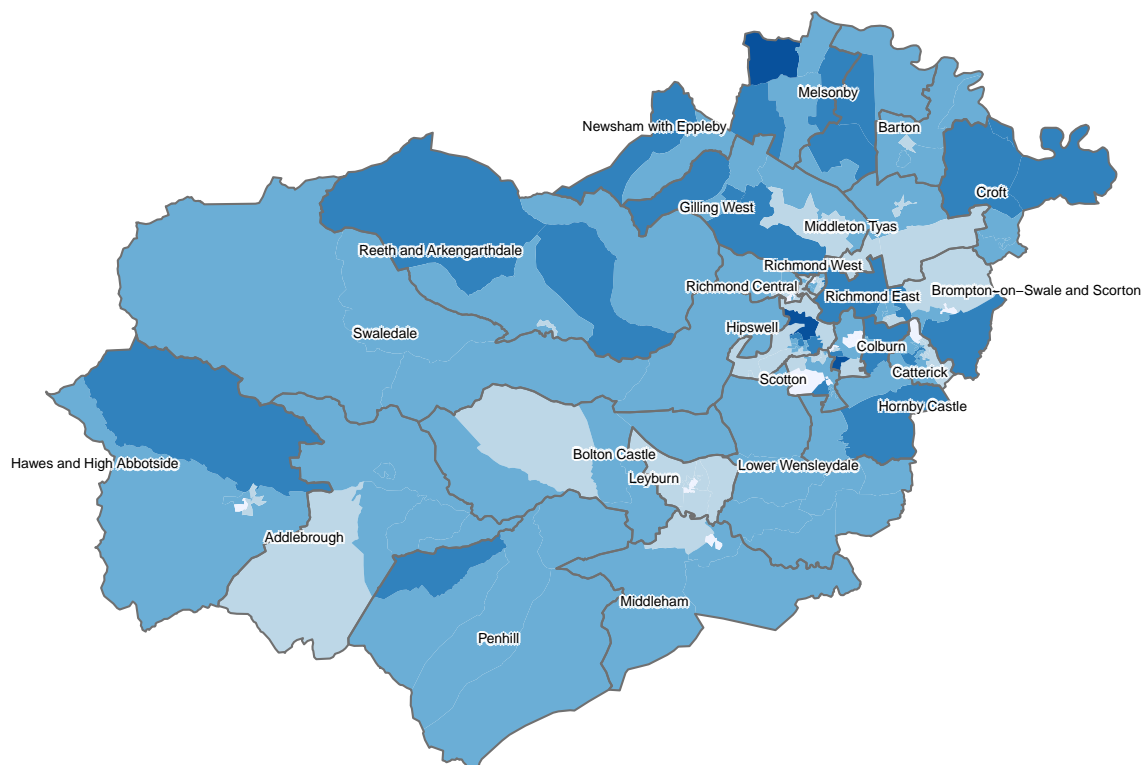 Melsonby
Newsham with Eppleby
Barton
Croft
Gilling West
Middleton Tyas
Reeth and Arkengarthdale
Richmond West
Richmond Central
Brompton−on−Swale and Scorton
Richmond East
Hipswell
Swaledale
Colburn
Catterick
Scotton
Hornby Castle
Bolton Castle
Hawes and High Abbotside
Lower Wensleydale
Leyburn
Addlebrough
Middleham
Penhill